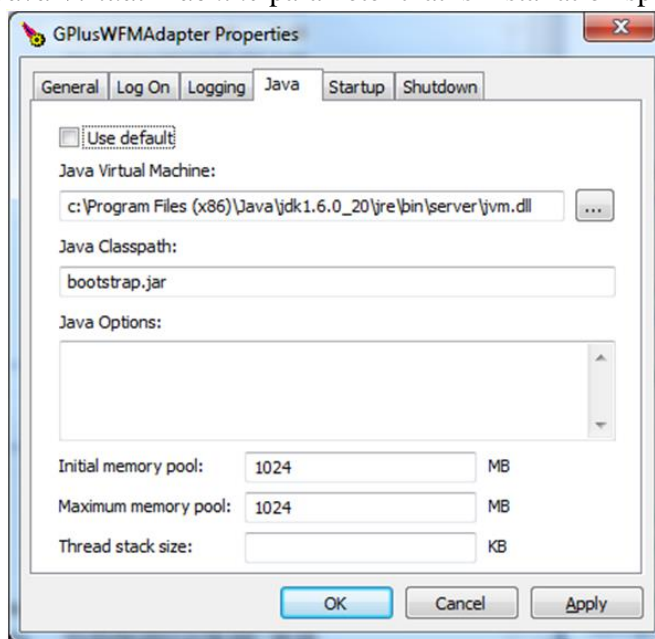 GPlusWFMAdapter Properties
General Log On Logging Java Startup Shutdown
Use default
Java Virtual Machine:
c:\Program Files (x86)\Java\jdk1.6.0_20\jre\bin\server\jvm.dll ...
Java Classpath:
bootstrap.jar
Java Options:
Initial memory pool: 1024 MB
Maximum memory pool: 1024 MB
Thread stack size: KB
OK Cancel Apply